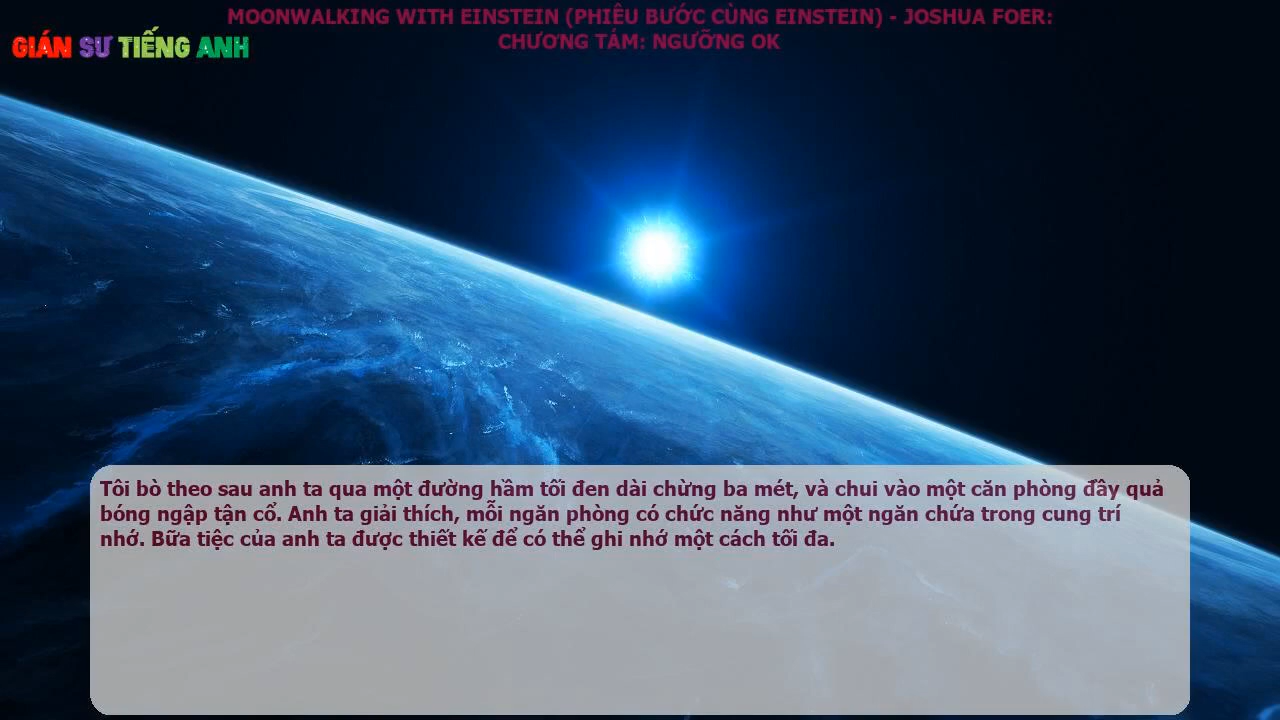 MOONWALKING WITH EINSTEIN (PHIÊU BƯỚC CÙNG EINSTEIN) - JOSHUA FOER:
CHƯƠNG TÁM: NGƯỠNG OK
GIÁN SƯ TIẾNG ANH
Tôi bò theo sau anh ta qua một đường hầm tối đen dài chừng ba mét, và chui vào một căn phòng đầy quả
bóng ngập tận cổ. Anh ta giải thích, mỗi ngăn phòng có chức năng như một ngăn chứa trong cung trí
nhớ. Bữa tiệc của anh ta được thiết kế để có thể ghi nhớ một cách tối đa.